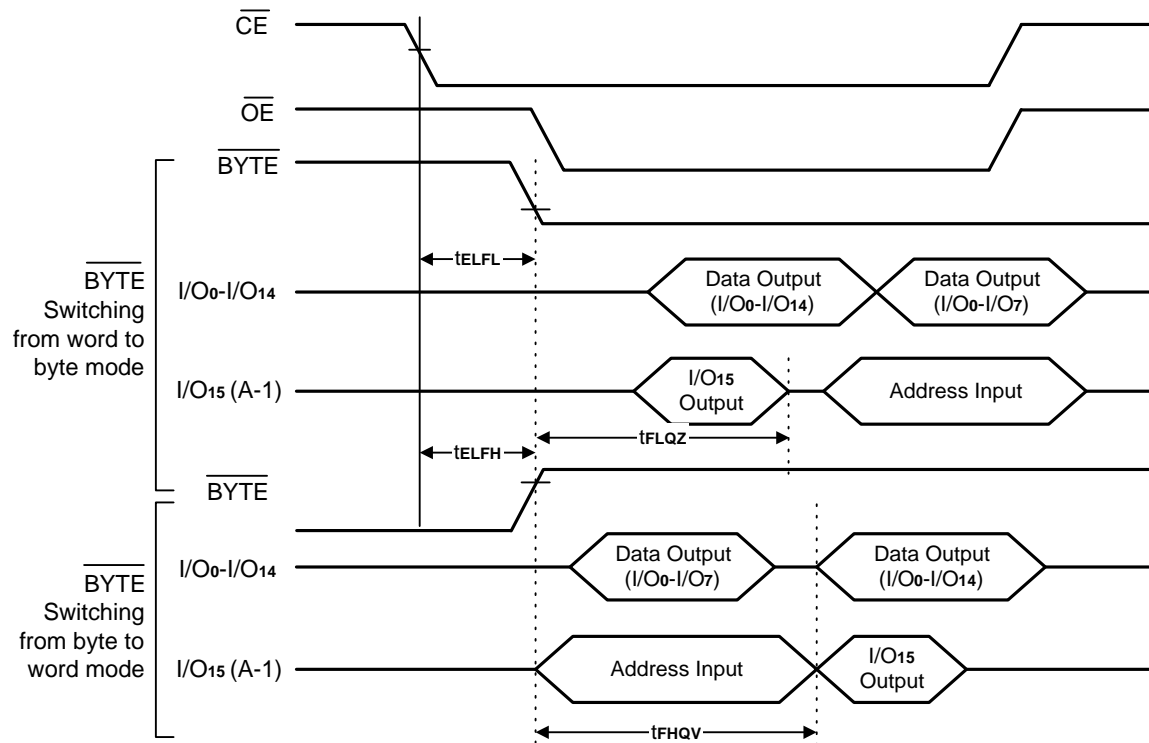 CE
OE
BYTE
BYTE
Switching
from word to
byte mode
tELFL
I/O0-I/O14
Data Output
(I/O0-I/O14)
Data Output
(I/O0-I/O7)
I/O15 (A-1)
I/O15
Output
Address Input
tELFH
tFLQZ
BYTE
BYTE
Switching
from byte to
word mode
I/O0-I/O14
Data Output
(I/O0-I/O7)
Data Output
(I/O0-I/O14)
I/O15 (A-1)
Address Input
I/O15
Output
tFHQV